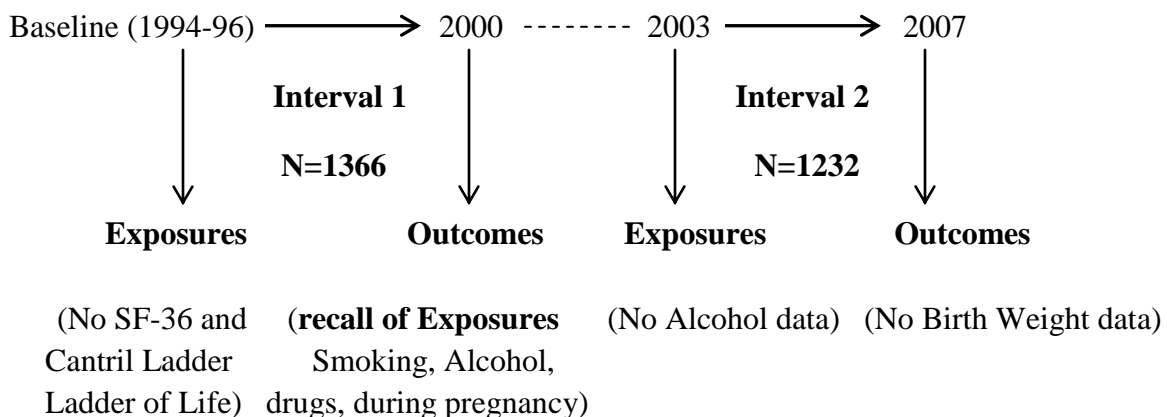 Baseline (1994-96) 2000 2003 2007
Interval 1 Interval 2
N=1366 N=1232
Exposures Outcomes Exposures Outcomes
(No SF-36 and (recall of Exposures (No Alcohol data) (No Birth Weight data)
Cantril Ladder Smoking, Alcohol,
Ladder of Life) drugs, during pregnancy)